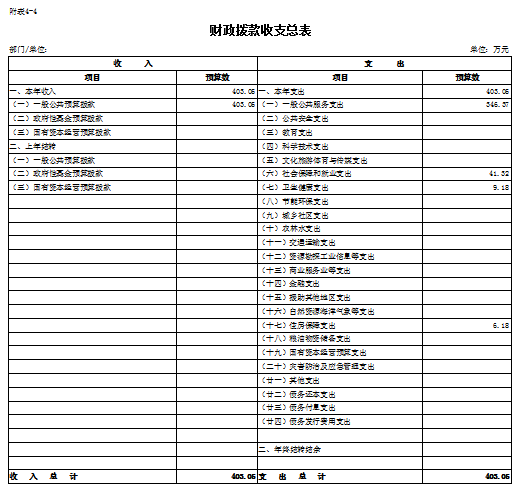 附表4-4
财政拨款收支总表
部门/单位: 单位: 万元
收 入 支 出
项目 预算数 项目 预算数
一、本年收入 403.05 一、本年支出 403.05
（一）一般公共预算拨款 403.05 （一）一般公共服务支出 346.37
（二）政府性基金预算拨款 （二）公共安全支出
（三）国有资本经营预算拨款 （三）教育支出
二、上年结转 （四）科学技术支出
（一）一般公共预算拨款 （五）文化旅游体育与传媒支出
（二）政府性基金预算拨款 （六）社会保障和就业支出 41.32
（三）国有资本经营预算拨款 （七）卫生健康支出 9.18
（八）节能环保支出
（九）城乡社区支出
（十）农林水支出
（十一）交通运输支出
（十二）资源勘探工业信息等支出
（十三）商业服务业等支出
（十四）金融支出
（十五）援助其他地区支出
（十六）自然资源海洋气象等支出
（十七）住房保障支出 6.18
（十八）粮油物资储备支出
（十九）国有资本经营预算支出
（二十）灾害防治及应急管理支出
（廿一）其他支出
（廿二）债务还本支出
（廿三）债务付息支出
（廿四）债务发行费用支出
二、年终结转结余
收 入 总 计 403.05 支 出 总 计 403.05